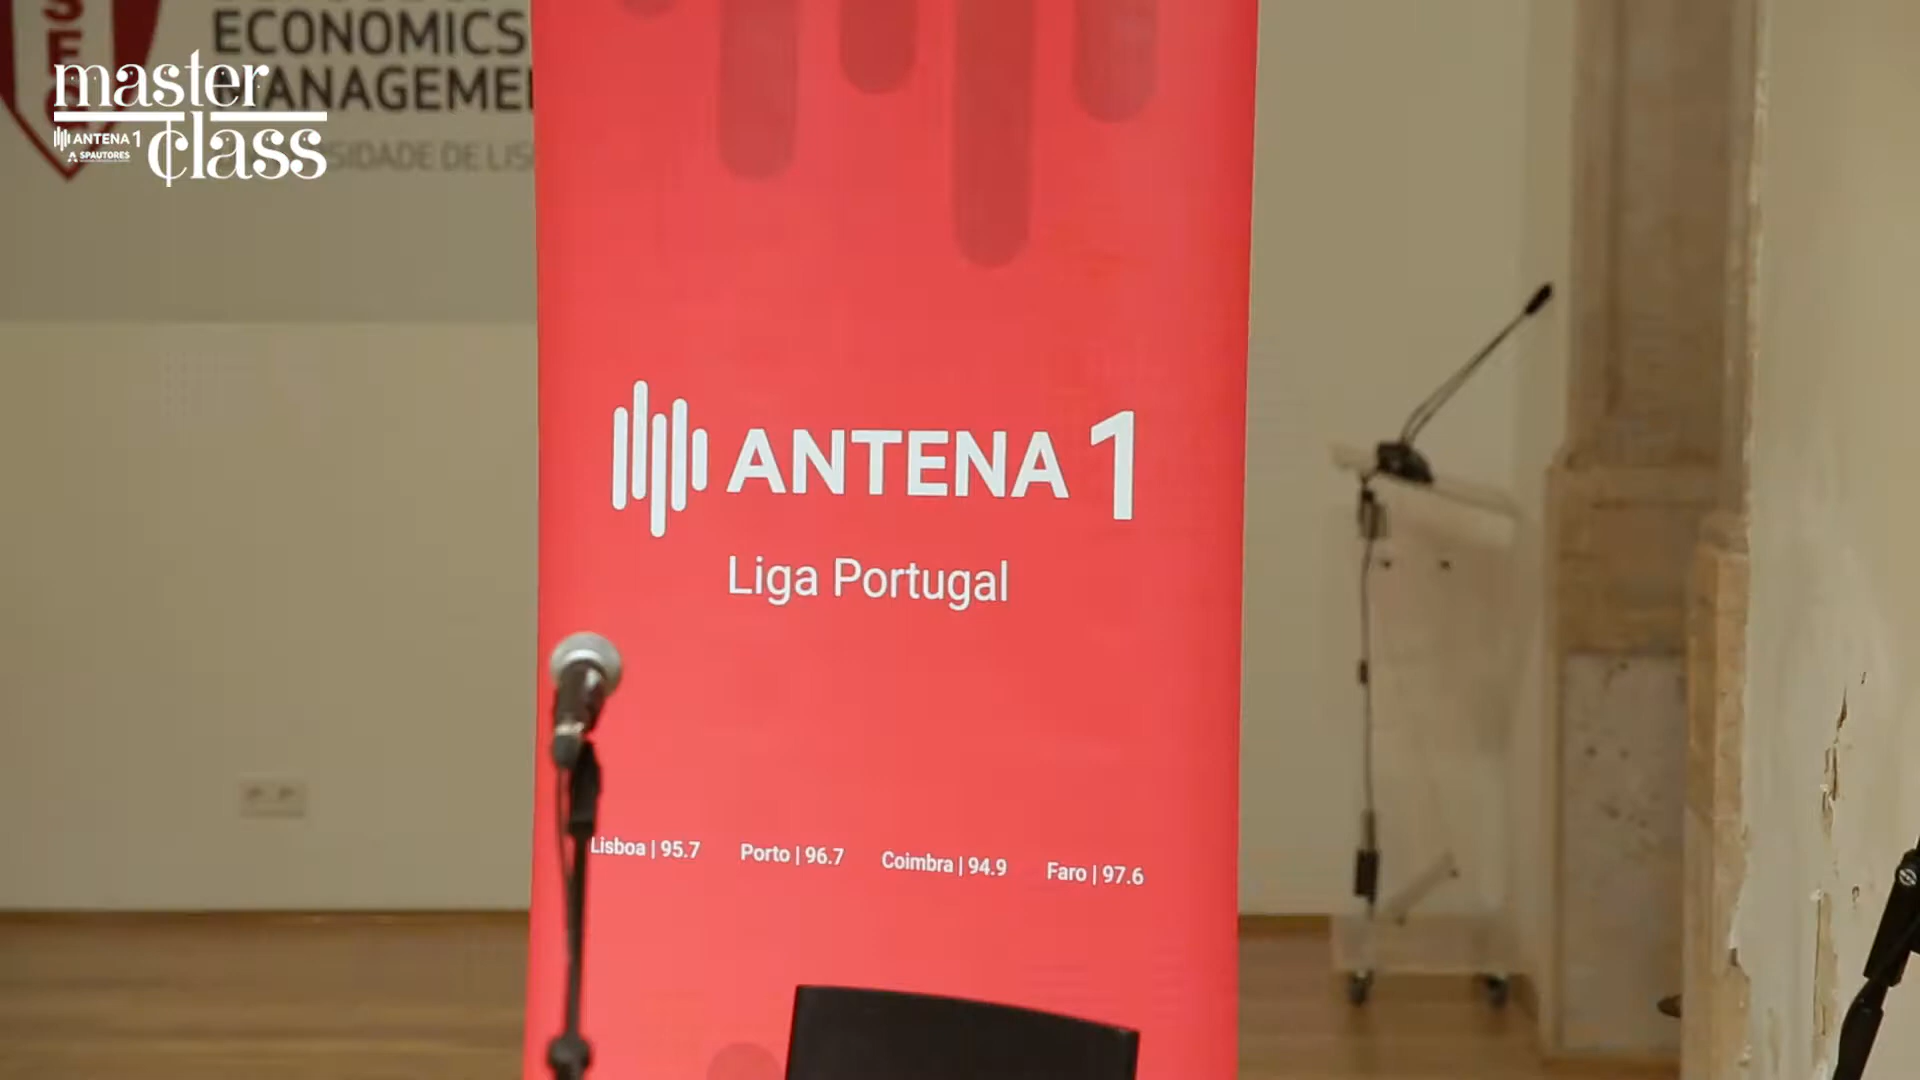 ECONOMICS
MANAGEME
SIDADE DE LIS
master
class
ANTENA 1
SPAUTORES
ANTENA 1
Liga Portugal
Lisboa | 95.7 Porto | 96.7 Coimbra | 94.9 Faro | 97.6